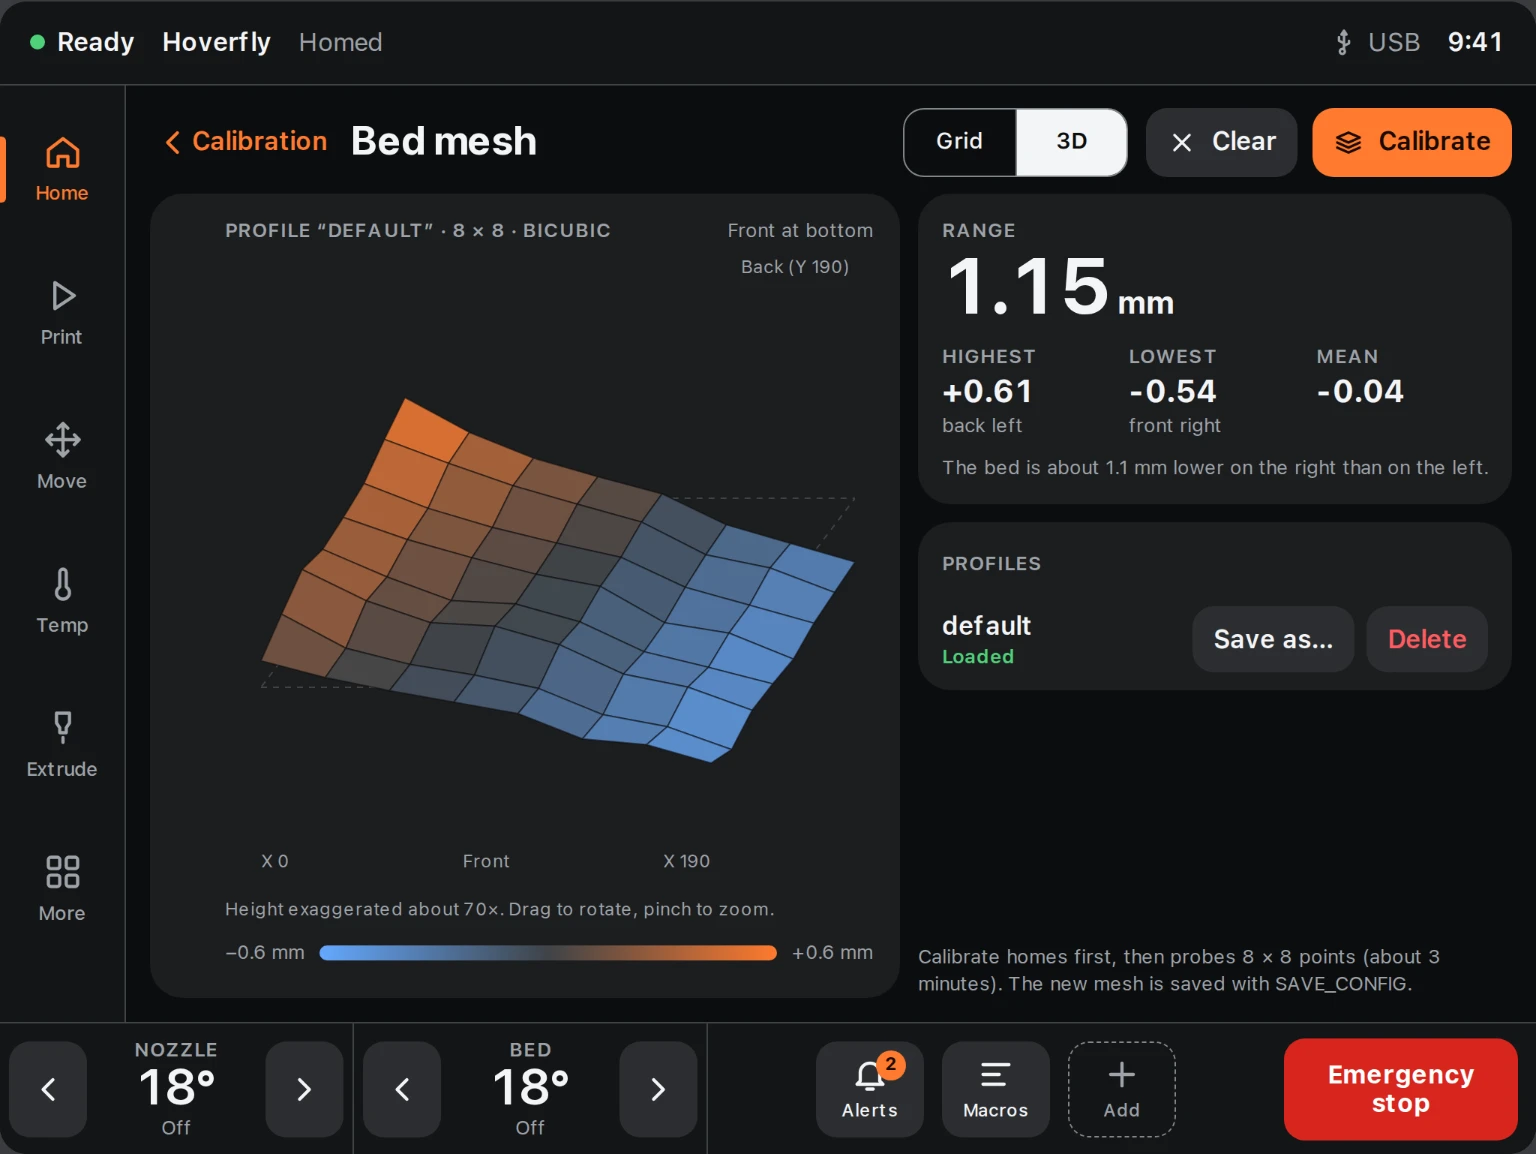 Ready Hoverfly Homed
USB 9:41
Home
Print
Move
Temp
Extrude
More
Calibration Bed mesh
Grid 3D
Clear
Calibrate
PROFILE “DEFAULT” · 8 × 8 · BICUBIC
Front at bottom
Back (Y 190)
X 0 Front X 190
Height exaggerated about 70×. Drag to rotate, pinch to zoom.
−0.6 mm +0.6 mm
RANGE
1.15 mm
HIGHEST LOWEST MEAN
+0.61 -0.54 -0.04
back left front right
The bed is about 1.1 mm lower on the right than on the left.
PROFILES
default
Loaded
Save as...
Delete
Calibrate homes first, then probes 8 × 8 points (about 3
minutes). The new mesh is saved with SAVE_CONFIG.
NOZZLE
18°
Off
BED
18°
Off
2
Alerts
Macros
Add
Emergency
stop